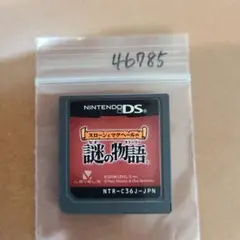 46785
NINTENDO DS
スローンとマクヘールの
謎の物語
LEVEL5
NTR-C36J-JPN